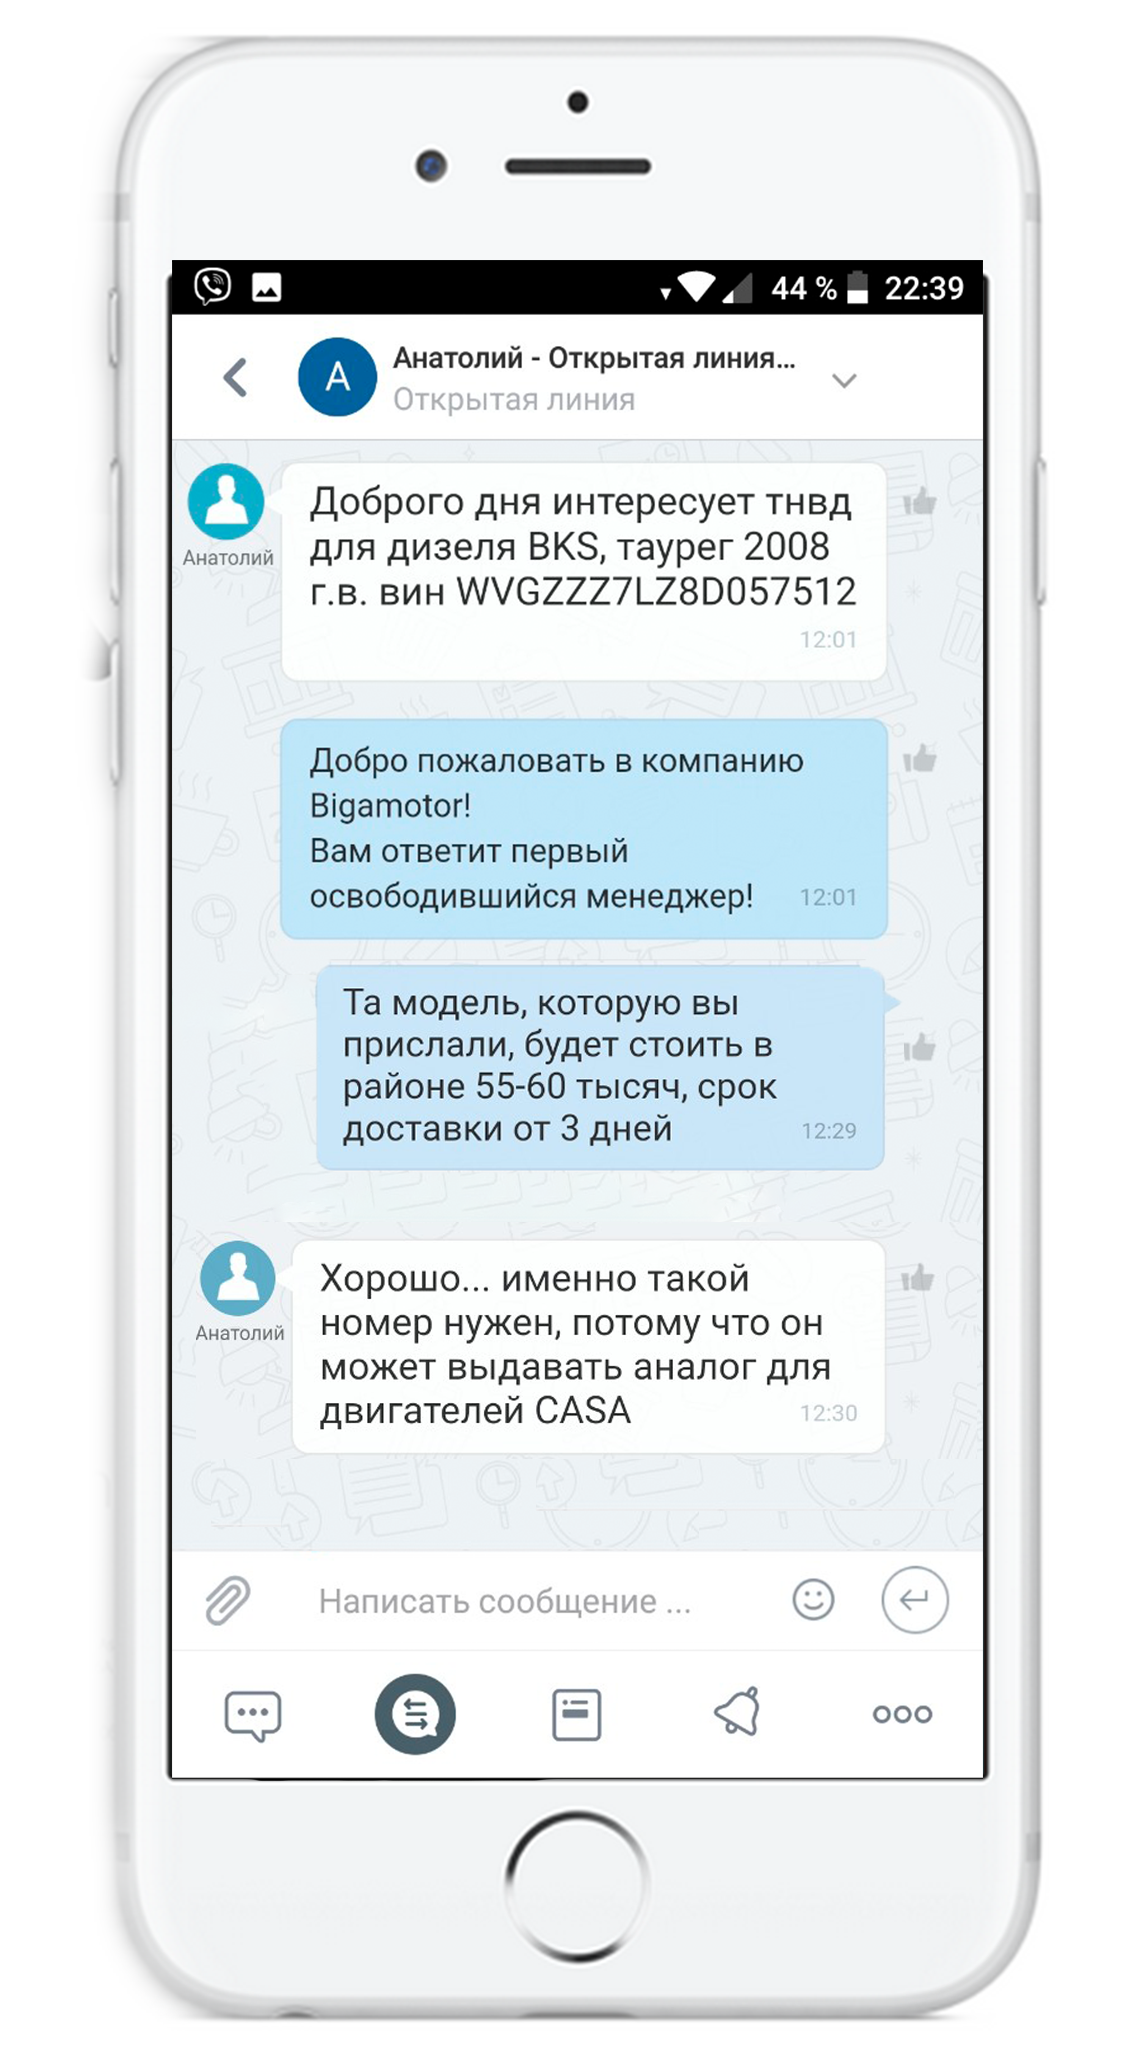 44 %
22:39
Анатолий - Открытая линия...
Открытая линия
А
Доброго дня интересует тнвд
для дизеля BKS, таурег 2008
г.в. вин WVGZZZ7LZ8D057512
12:01
Анатолий
Добро пожаловать в компанию
Bigamotor!
Вам ответит первый
освободившийся менеджер!
12:01
Та модель, которую вы
прислали, будет стоить в
районе 55-60 тысяч, срок
доставки от 3 дней
12:29
Хорошо... именно такой
номер нужен, потому что он
может выдавать аналог для
двигателей CASA
12:30
Анатолий
Написать сообщение ...